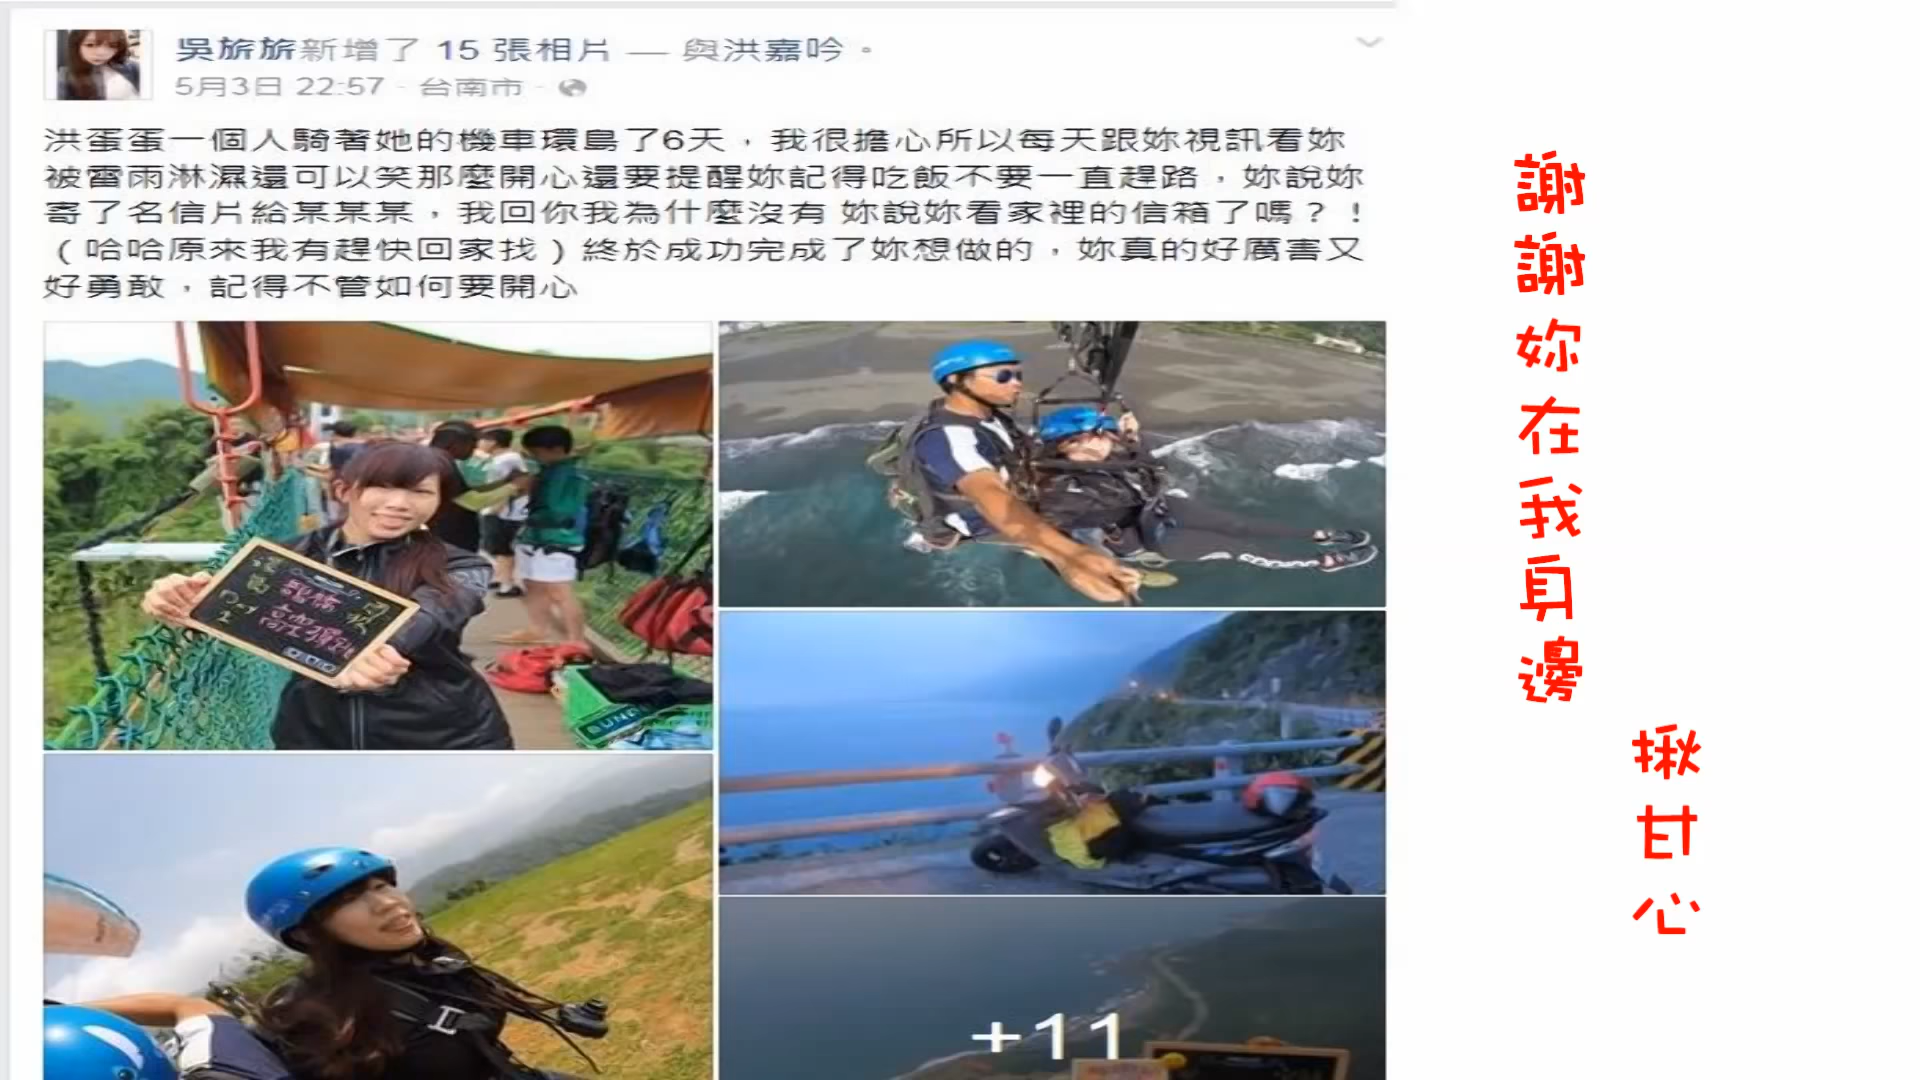 吳旅旅新增了 15 張相片 — 與洪嘉吟。
5月3日 22:57 · 台南市 ·
洪蛋蛋一個人騎著她的機車環島了6天，我很擔心所以每天跟妳視訊看妳
被雷雨淋濕還可以笑那麼開心還要提醒妳記得吃飯不要一直趕路，妳說妳
寄了名信片給某某某，我回你我為什麼沒有 妳說妳看家裡的信箱了嗎？！
（哈哈原來我有趕快回家找）終於成功完成了妳想做的，妳真的好厲害又
好勇敢，記得不管如何要開心
+11
謝謝妳在我身邊
揪甘心